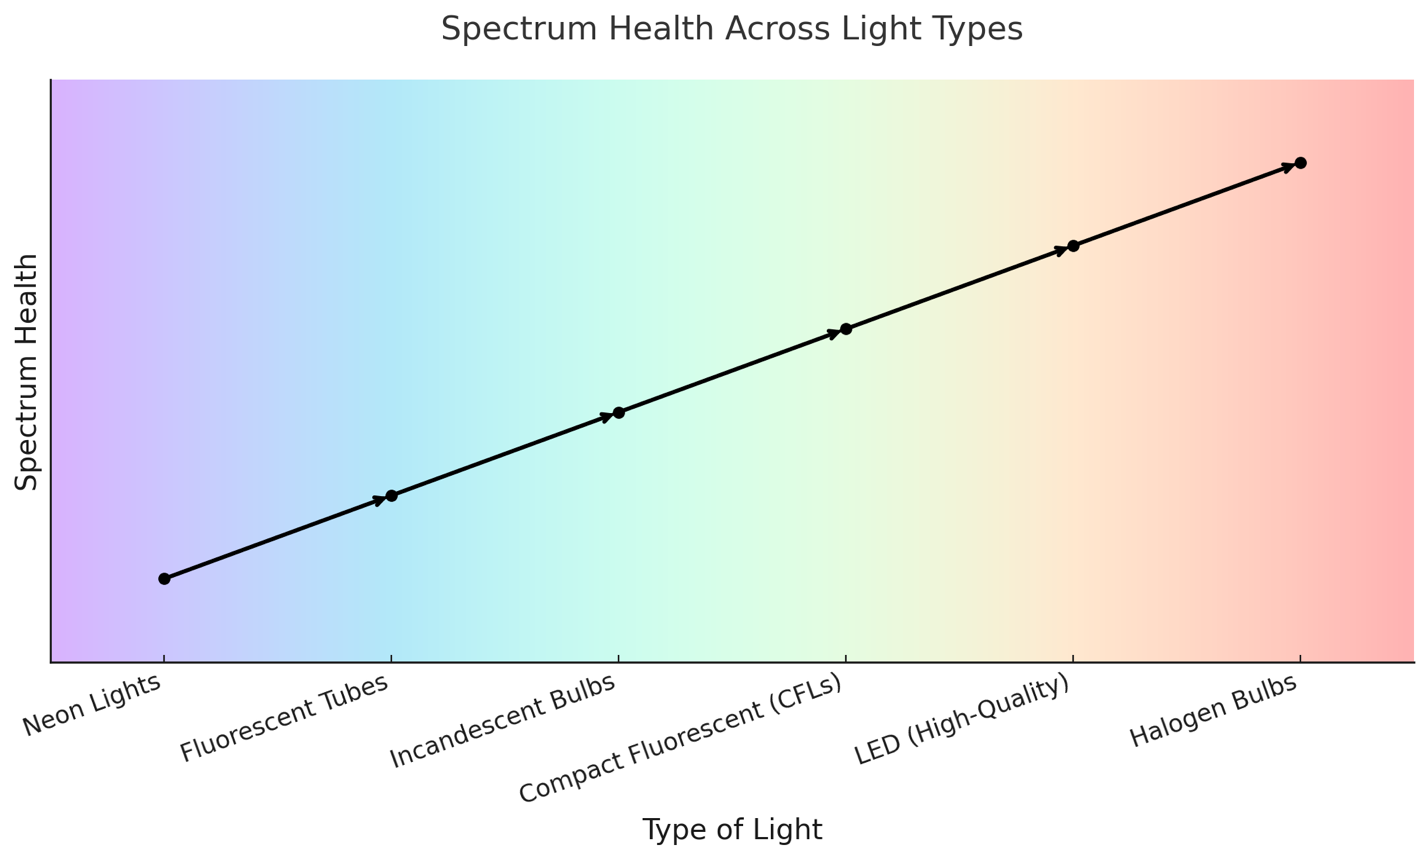 Spectrum Health Across Light Types
Spectrum Health
Neon Lights
Fluorescent Tubes
Incandescent Bulbs
Compact Fluorescent (CFLs)
LED (High-Quality)
Halogen Bulbs
Type of Light